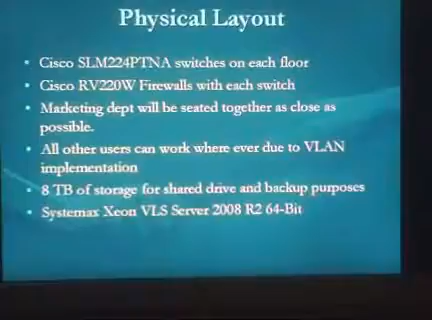 Physical Layout
• Cisco SLM224PTNA switches on each floor
• Cisco RV220W Firewalls with each switch
• Marketing dept will be seated together as close as
possible.
• All other users can work where ever due to VLAN
implementation
• 8 TB of storage for shared drive and backup purposes
• Systemax Xeon VLS Server 2008 R2 64-Bit